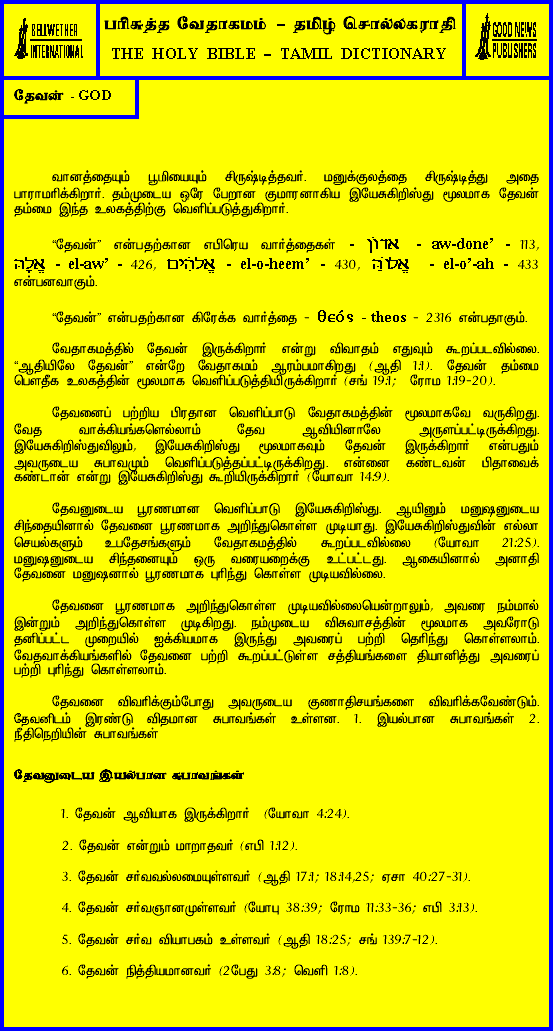 BELLWETHER
INTERNATIONAL
பரிசுத்த வேதாகமம் – தமிழ் சொல்லகராதி
THE HOLY BIBLE – TAMIL DICTIONARY
GOOD NEWS
PUBLISHERS
தேவன் - GOD
வானத்தையும் பூமியையும் சிருஷ்டித்தவர். மனுக்குலத்தை சிருஷ்டித்து அதை
பாராமரிக்கிறார். தம்முடைய ஒரே பேறான குமாரனாகிய இயேசுகிறிஸ்து மூலமாக தேவன்
தம்மை இந்த உலகத்திற்கு வெளிப்படுத்துகிறார்.
“தேவன்” என்பதற்கான எபிரெய வார்த்தைகள் - אדוֹן - aw-done’ - 113,
אֱלָהּ - el-aw’ - 426, אֱלֹהִים - el-o-heem’ - 430, אֱלוֹהַּ - el-o’-ah - 433
என்பனவாகும்.
“தேவன்” என்பதற்கான கிரேக்க வார்த்தை - θεός - theos - 2316 என்பதாகும்.
வேதாகமத்தில் தேவன் இருக்கிறார் என்று விவாதம் எதுவும் கூறப்படவில்லை.
“ஆதியிலே தேவன்” என்றே வேதாகமம் ஆரம்பமாகிறது (ஆதி 1:1). தேவன் தம்மை
பௌதீக உலகத்தின் மூலமாக வெளிப்படுத்தியிருக்கிறார் (சங் 19:1; ரோம 1:19-20).
தேவனைப் பற்றிய பிரதான வெளிப்பாடு வேதாகமத்தின் மூலமாகவே வருகிறது.
வேத வாக்கியங்களெல்லாம் தேவ ஆவியினாலே அருளப்பட்டிருக்கிறது.
இயேசுகிறிஸ்துவிலும், இயேசுகிறிஸ்து மூலமாகவும் தேவன் இருக்கிறார் என்பதும்
அவருடைய சுபாவமும் வெளிப்படுத்தப்பட்டிருக்கிறது. என்னை கண்டவன் பிதாவைக்
கண்டான் என்று இயேசுகிறிஸ்து கூறியிருக்கிறார் (யோவா 14:9).
தேவனுடைய பூரணமான வெளிப்பாடு இயேசுகிறிஸ்து. ஆயினும் மனுஷனுடைய
சிந்தையினால் தேவனை பூரணமாக அறிந்துகொள்ள முடியாது. இயேசுகிறிஸ்துவின் எல்லா
செயல்களும் உபதேசங்களும் வேதாகமத்தில் கூறப்படவில்லை (யோவா 21:25).
மனுஷனுடைய சிந்தனையும் ஒரு வரையறைக்கு உட்பட்டது. ஆகையினால் அனாதி
தேவனை மனுஷனால் பூரணமாக புரிந்து கொள்ள முடியவில்லை.
தேவனை பூரணமாக அறிந்துகொள்ள முடியவில்லையென்றாலும், அவரை நம்மால்
இன்றும் அறிந்துகொள்ள முடிகிறது. நம்முடைய விசுவாசத்தின் மூலமாக அவரோடு
தனிப்பட்ட முறையில் ஐக்கியமாக இருந்து அவரைப் பற்றி தெரிந்து கொள்ளலாம்.
வேதவாக்கியங்களில் தேவனை பற்றி கூறப்பட்டுள்ள சத்தியங்களை தியானித்து அவரைப்
பற்றி புரிந்து கொள்ளலாம்.
தேவனை விவரிக்கும்போது அவருடைய குணாதிசயங்களை விவரிக்கவேண்டும்.
தேவனிடம் இரண்டு விதமான சுபாவங்கள் உள்ளன. 1. இயல்பான சுபாவங்கள் 2.
நீதிநெறியின் சுபாவங்கள்
தேவனுடைய இயல்பான சுபாவங்கள்
1. தேவன் ஆவியாக இருக்கிறார் (யோவா 4:24).
2. தேவன் என்றும் மாறாதவர் (எபி 1:12).
3. தேவன் சர்வவல்லமையுள்ளவர் (ஆதி 17:1; 18:14,25; ஏசா 40:27-31).
4. தேவன் சர்வஞானமுள்ளவர் (யோபு 38:39; ரோம 11:33-36; எபி 3:13).
5. தேவன் சர்வ வியாபகம் உள்ளவர் (ஆதி 18:25; சங் 139:7-12).
6. தேவன் நித்தியமானவர் (2பேது 3:8; வெளி 1:8).